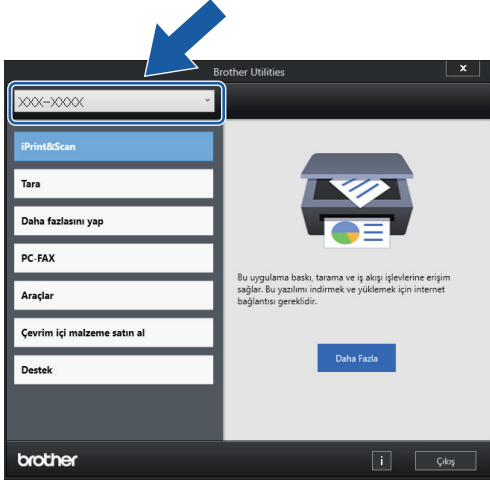 Brother Utilities
X
XXX-XXXX
iPrint&Scan
Tara
Daha fazlasını yap
PC-FAX
Araçlar
Çevrim içi malzeme satın al
Destek
Bu uygulama baskı, tarama ve iş akışı işlevlerine erişim
sağlar. Bu yazılımı indirmek ve yüklemek için internet
bağlantısı gereklidir.
Daha Fazla
brother
i
Çıkış